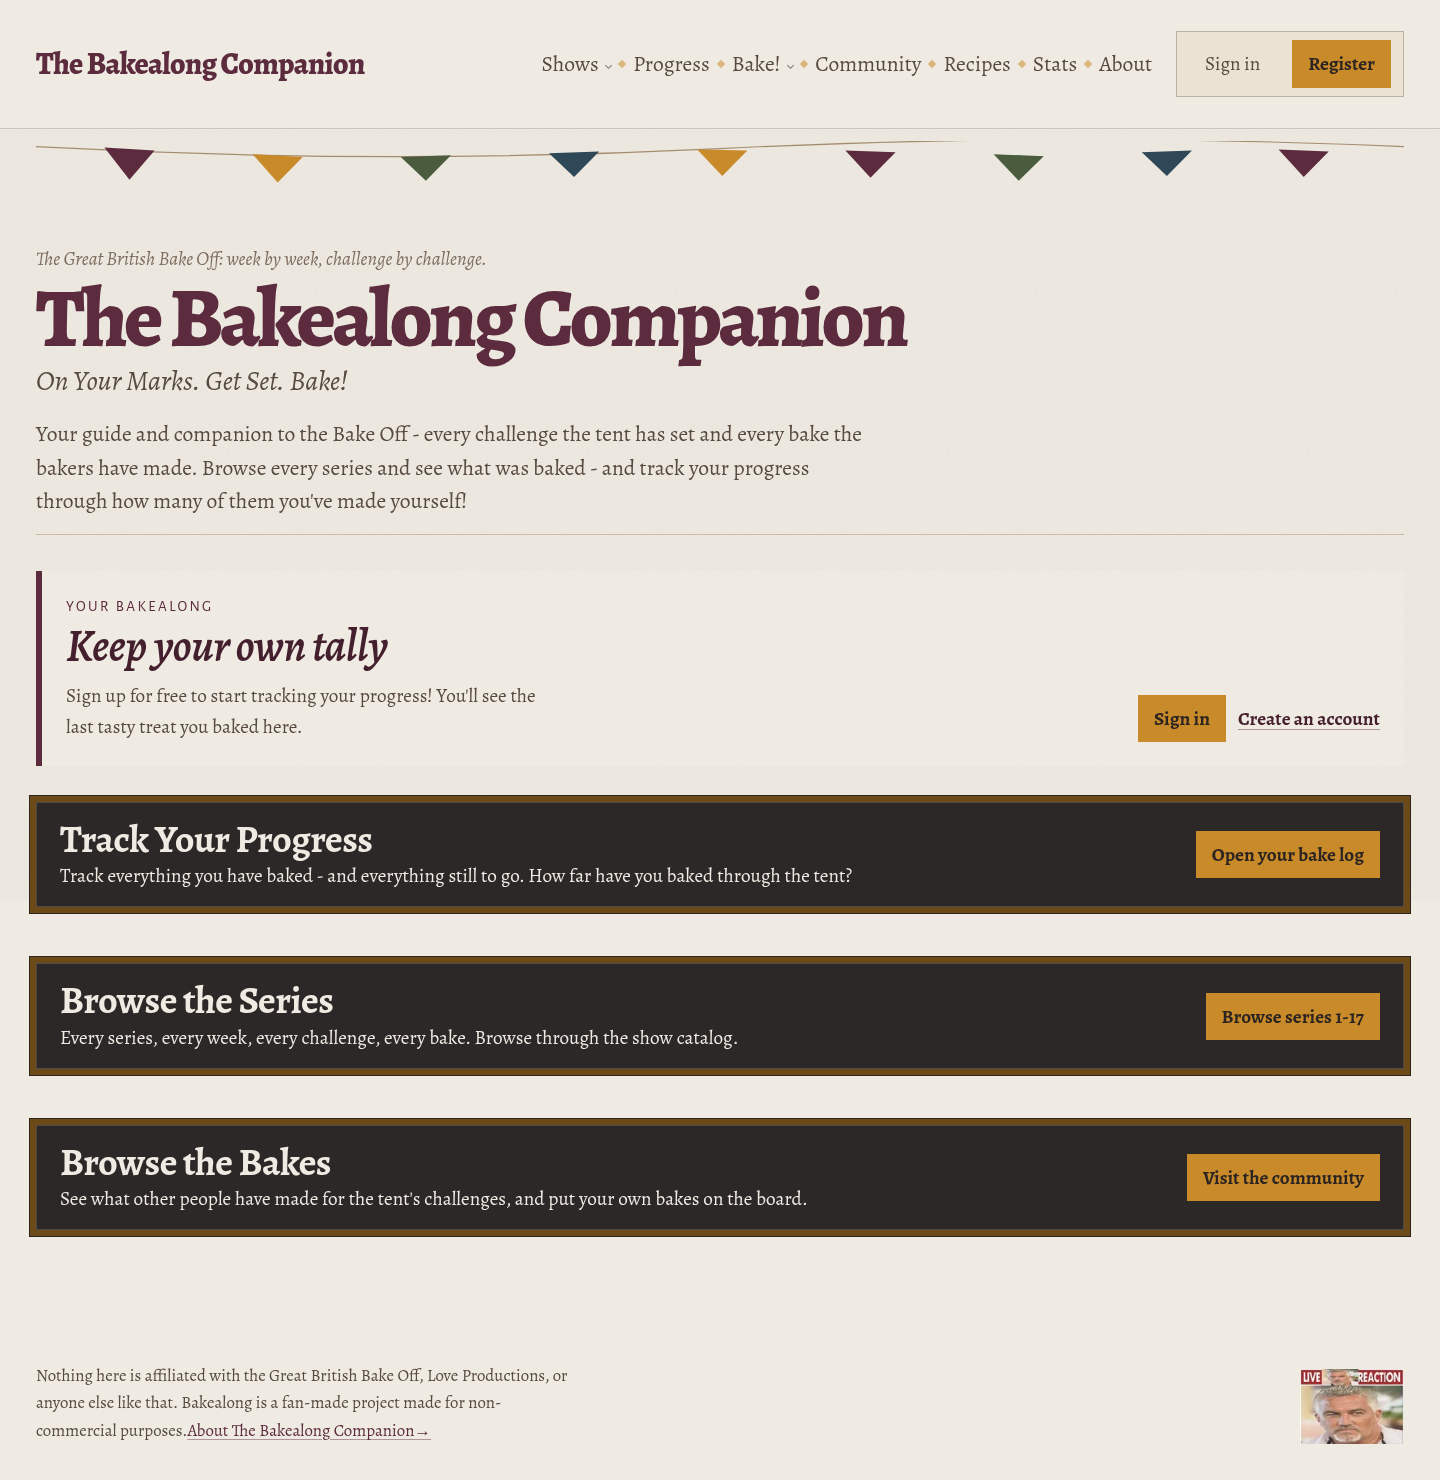 The Bakealong Companion
Shows Progress Bake! Community Recipes Stats About Sign in Register
The Great British Bake Off: week by week, challenge by challenge.
The Bakealong Companion
On Your Marks. Get Set. Bake!
Your guide and companion to the Bake Off - every challenge the tent has set and every bake the
bakers have made. Browse every series and see what was baked - and track your progress
through how many of them you've made yourself!
YOUR BAKEALONG
Keep your own tally
Sign up for free to start tracking your progress! You'll see the
last tasty treat you baked here.
Sign in Create an account
Track Your Progress
Track everything you have baked - and everything still to go. How far have you baked through the tent?
Open your bake log
Browse the Series
Every series, every week, every challenge, every bake. Browse through the show catalog.
Browse series 1-17
Browse the Bakes
See what other people have made for the tent's challenges, and put your own bakes on the board.
Visit the community
Nothing here is affiliated with the Great British Bake Off, Love Productions, or
anyone else like that. Bakealong is a fan-made project made for non-
commercial purposes.About The Bakealong Companion→
LIVE REACTION